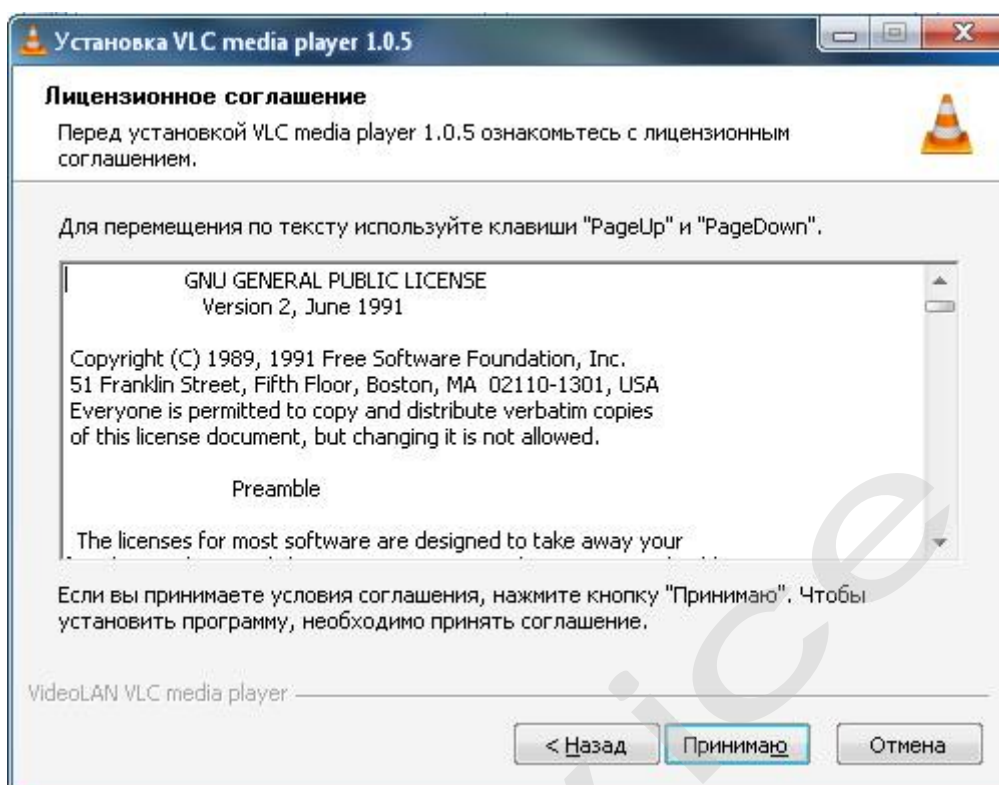 Установка VLC media player 1.0.5
Лицензионное соглашение
Перед установкой VLC media player 1.0.5 ознакомьтесь с лицензионным
соглашением.
Для перемещения по тексту используйте клавиши "PageUp" и "PageDown".
GNU GENERAL PUBLIC LICENSE
Version 2, June 1991
Copyright (C) 1989, 1991 Free Software Foundation, Inc.
51 Franklin Street, Fifth Floor, Boston, MA 02110-1301, USA
Everyone is permitted to copy and distribute verbatim copies
of this license document, but changing it is not allowed.
Preamble
The licenses for most software are designed to take away your
Если вы принимаете условия соглашения, нажмите кнопку "Принимаю". Чтобы
установить программу, необходимо принять соглашение.
VideoLAN VLC media player
< Назад Принимаю Отмена